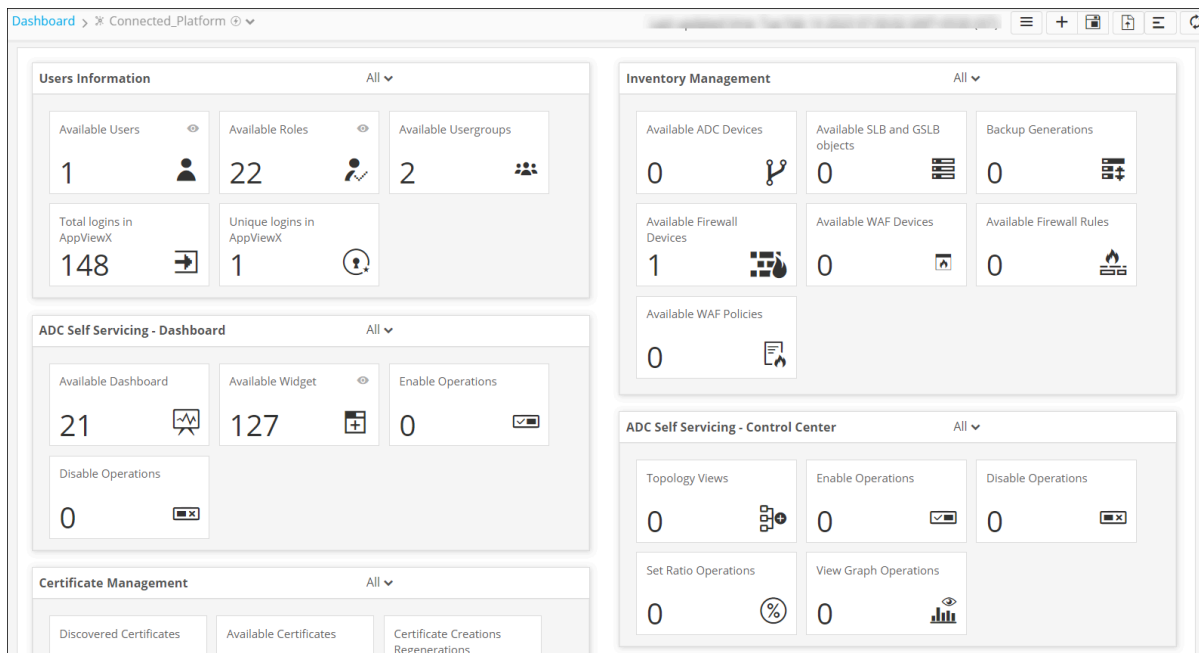 Dashboard > Connected_Platform
Users Information All
Available Users
1
Available Roles
22
Available Usergroups
2
Total logins in
AppViewX
148
Unique logins in
AppViewX
1
ADC Self Servicing - Dashboard All
Available Dashboard
21
Available Widget
127
Enable Operations
0
Disable Operations
0
Certificate Management All
Discovered Certificates
Available Certificates
Certificate Creations
Regenerations
Inventory Management All
Available ADC Devices
0
Available SLB and GSLB
objects
0
Backup Generations
0
Available Firewall
Devices
1
Available WAF Devices
0
Available Firewall Rules
0
Available WAF Policies
0
ADC Self Servicing - Control Center All
Topology Views
0
Enable Operations
0
Disable Operations
0
Set Ratio Operations
0
View Graph Operations
0